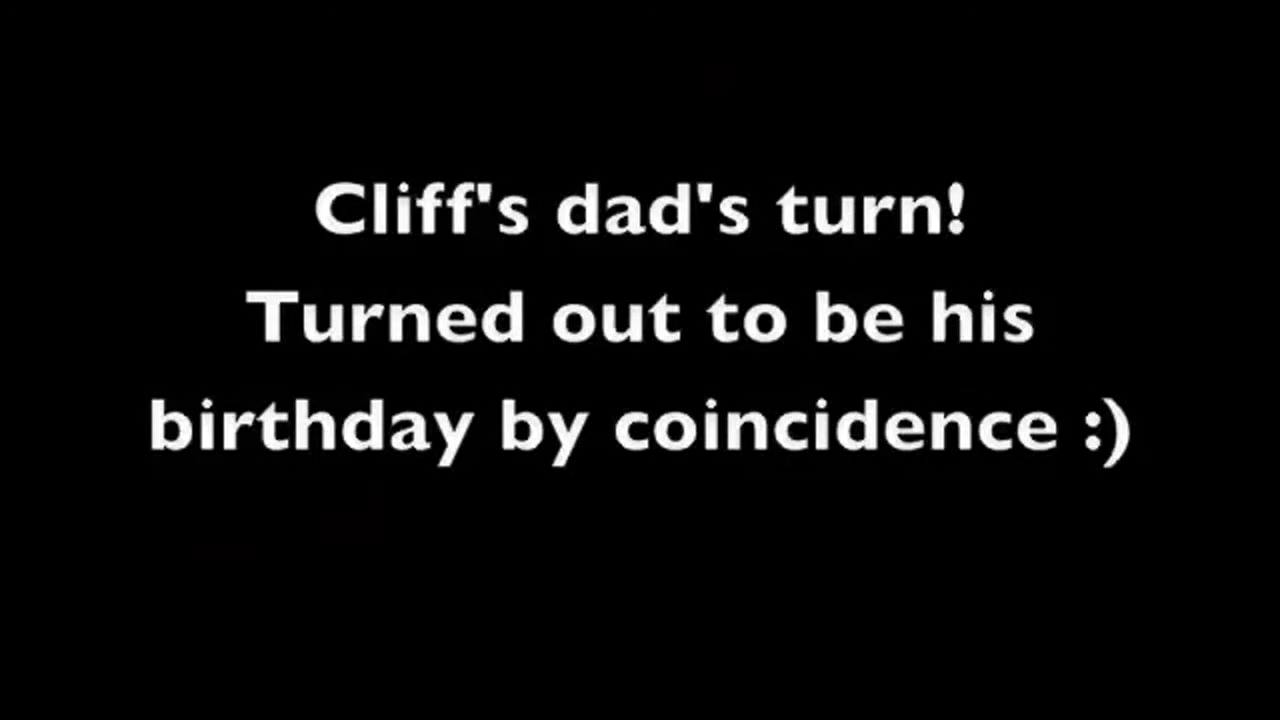 Cliff's dad's turn!
Turned out to be his
birthday by coincidence :)